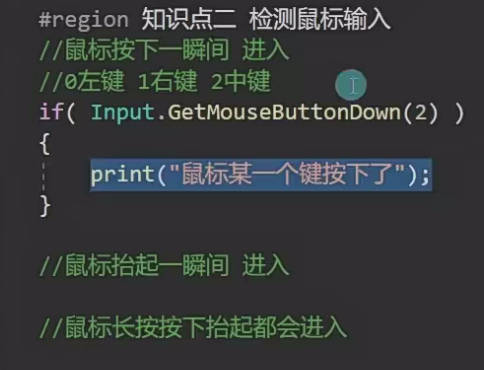 #region 知识点二 检测鼠标输入
//鼠标按下一瞬间 进入
//0左键 1右键 2中键
if( Input.GetMouseButtonDown(2) )
{
print("鼠标某一个键按下了");
}
//鼠标抬起一瞬间 进入
//鼠标长按按下抬起都会进入